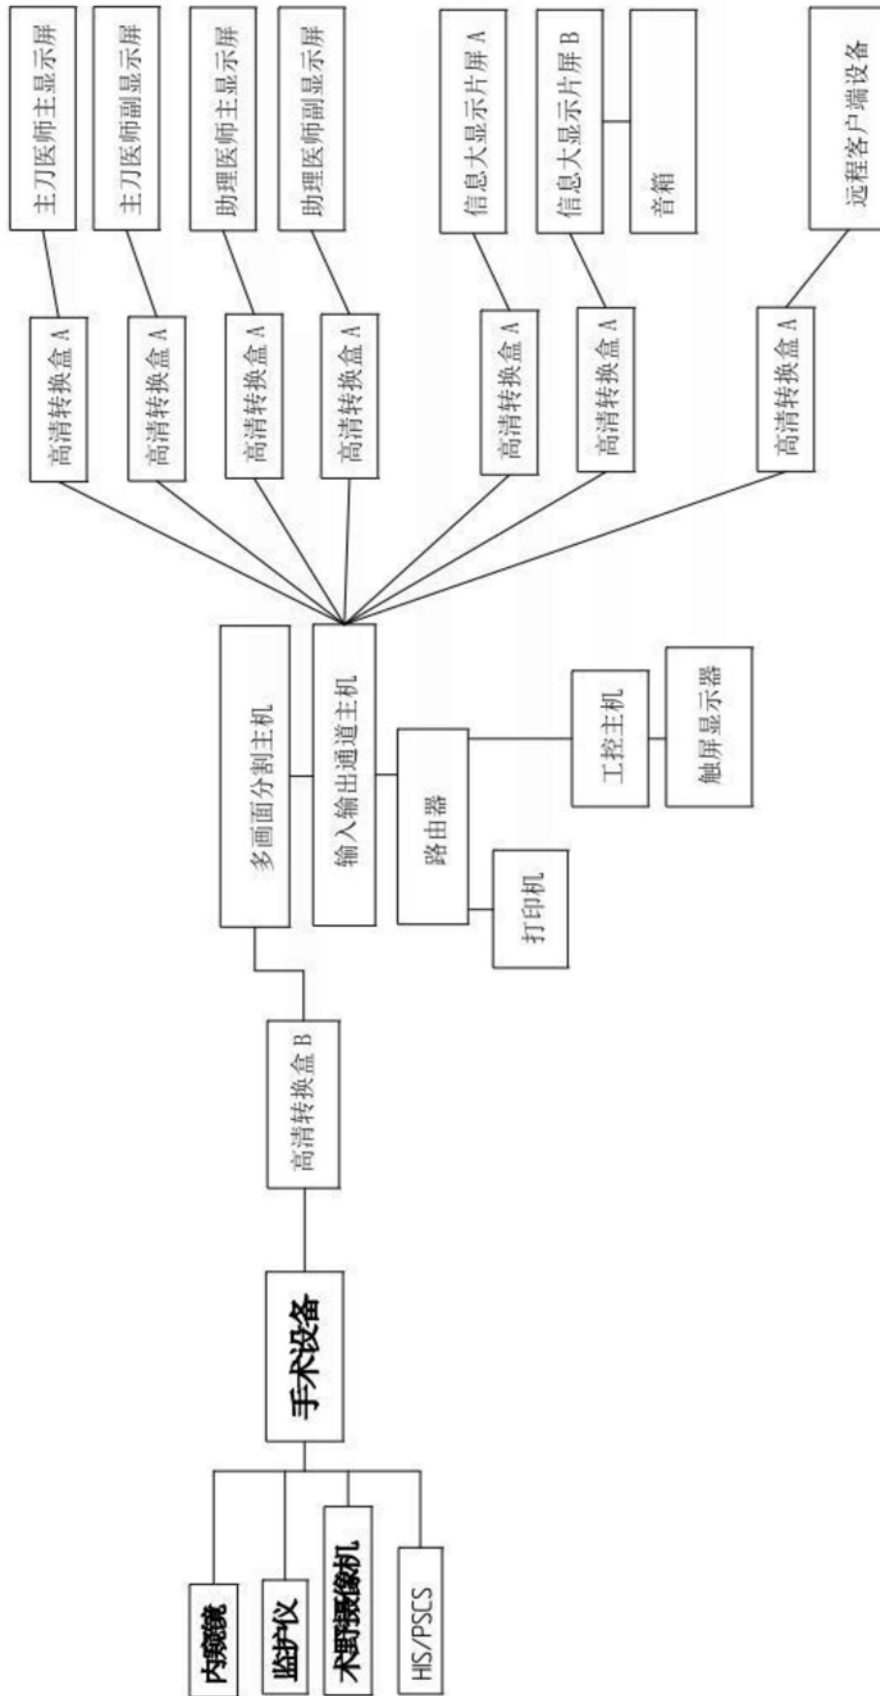 内窥镜
监护仪
术野摄像机
HIS/PSCS
手术设备
高清转换盒 B
多画面分割主机
输入输出通道主机
路由器
打印机
工控主机
触屏显示器
高清转换盒 A
高清转换盒 A
高清转换盒 A
高清转换盒 A
高清转换盒 A
高清转换盒 A
高清转换盒 A
主刀医师主显示屏
主刀医师副显示屏
助理医师主显示屏
助理医师副显示屏
信息大显示片屏 A
信息大显示片屏 B
音箱
远程客户端设备